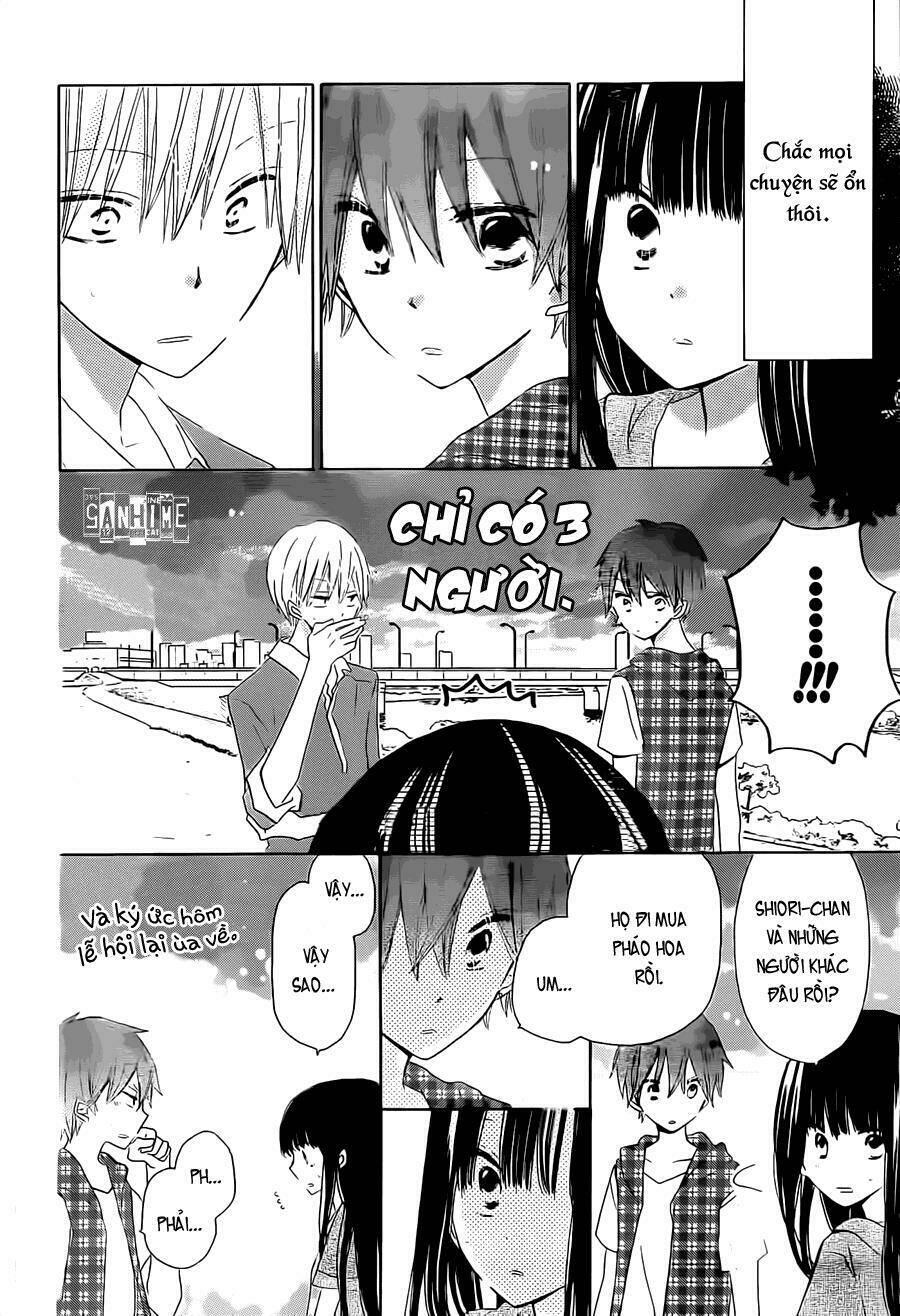 Chắc mọi
chuyện sẽ ổn
thôi.
CHỈ CÓ 3
NGƯỜI.
......!!!
SANHIME
SHIORI-CHAN
VÀ NHỮNG
NGƯỜI KHÁC
ĐÂU RỒI?
HỌ ĐI MUA
PHÁO HOA
RỒI.
UM...
VẬY...
VẬY
SAO...
Và ký ức hôm
lễ hội lại ùa về.
PH...
PHẢI...